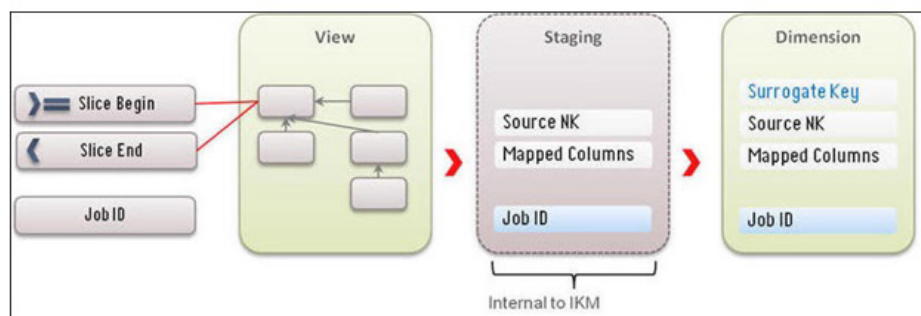 View
Staging
Dimension
Slice Begin
Slice End
Job ID
Source NK
Mapped Columns
Job ID
Surrogate Key
Source NK
Mapped Columns
Job ID
Internal to IKM